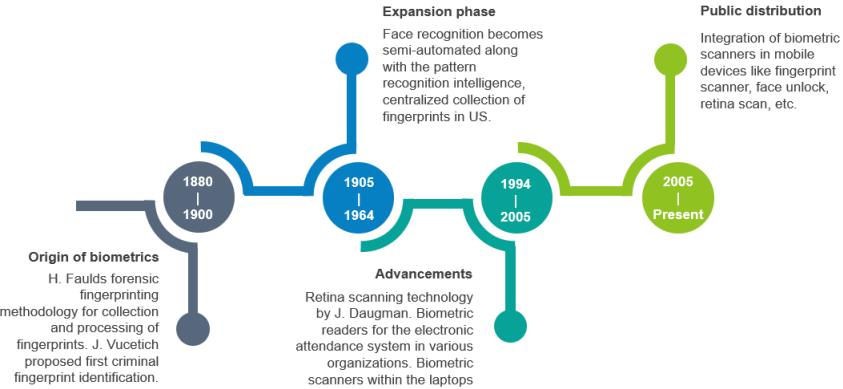 Expansion phase
Face recognition becomes
semi-automated along
with the pattern
recognition intelligence,
centralized collection of
fingerprints in US.
Public distribution
Integration of biometric
scanners in mobile
devices like fingerprint
scanner, face unlock,
retina scan, etc.
1880
|
1900
1905
|
1964
1994
|
2005
2005
|
Present
Origin of biometrics
H. Faulds forensic
fingerprinting
methodology for collection
and processing of
fingerprints. J. Vucetich
proposed first criminal
fingerprint identification.
Advancements
Retina scanning technology
by J. Daugman. Biometric
readers for the electronic
attendance system in various
organizations. Biometric
scanners within the laptops